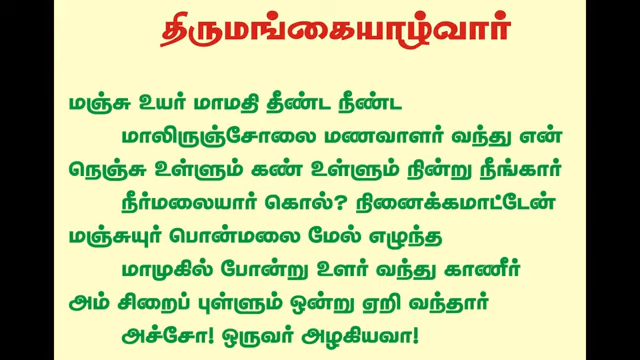 திருமங்கையாழ்வார்
மஞ்சு உயர் மாமதி தீண்ட நீண்ட
மாலிருஞ்சோலை மணவாளர் வந்து என்
நெஞ்சு உள்ளும் கண் உள்ளும் நின்று நீங்கார்
நீர்மலையார் கொல்? நினைக்கமாட்டேன்
மஞ்சுயுர் பொன்மலை மேல் எழுந்த
மாமுகில் போன்று உளர் வந்து காணீர்
அம் சிறைப் புள்ளும் ஒன்று ஏறி வந்தார்
அச்சோ! ஒருவர் அழகியவா!